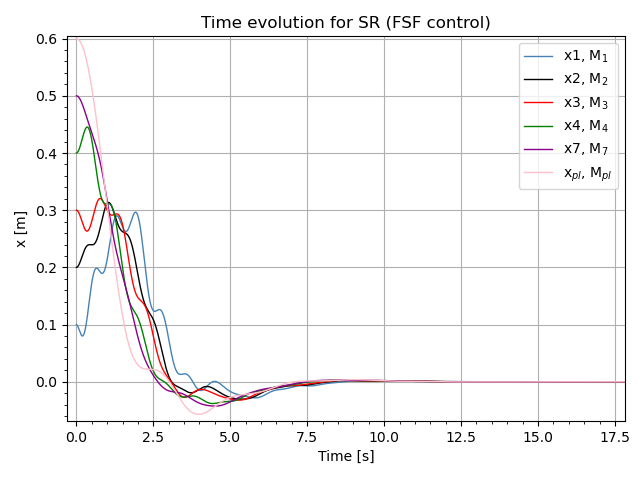 Time evolution for SR (FSF control)
x1, M₁
x2, M₂
x3, M₃
x4, M₄
x7, M₇
xₚₗ, Mₚₗ
0.6
0.5
0.4
0.3
0.2
0.1
0.0
x [m]
0.0 2.5 5.0 7.5 10.0 12.5 15.0 17.5
Time [s]